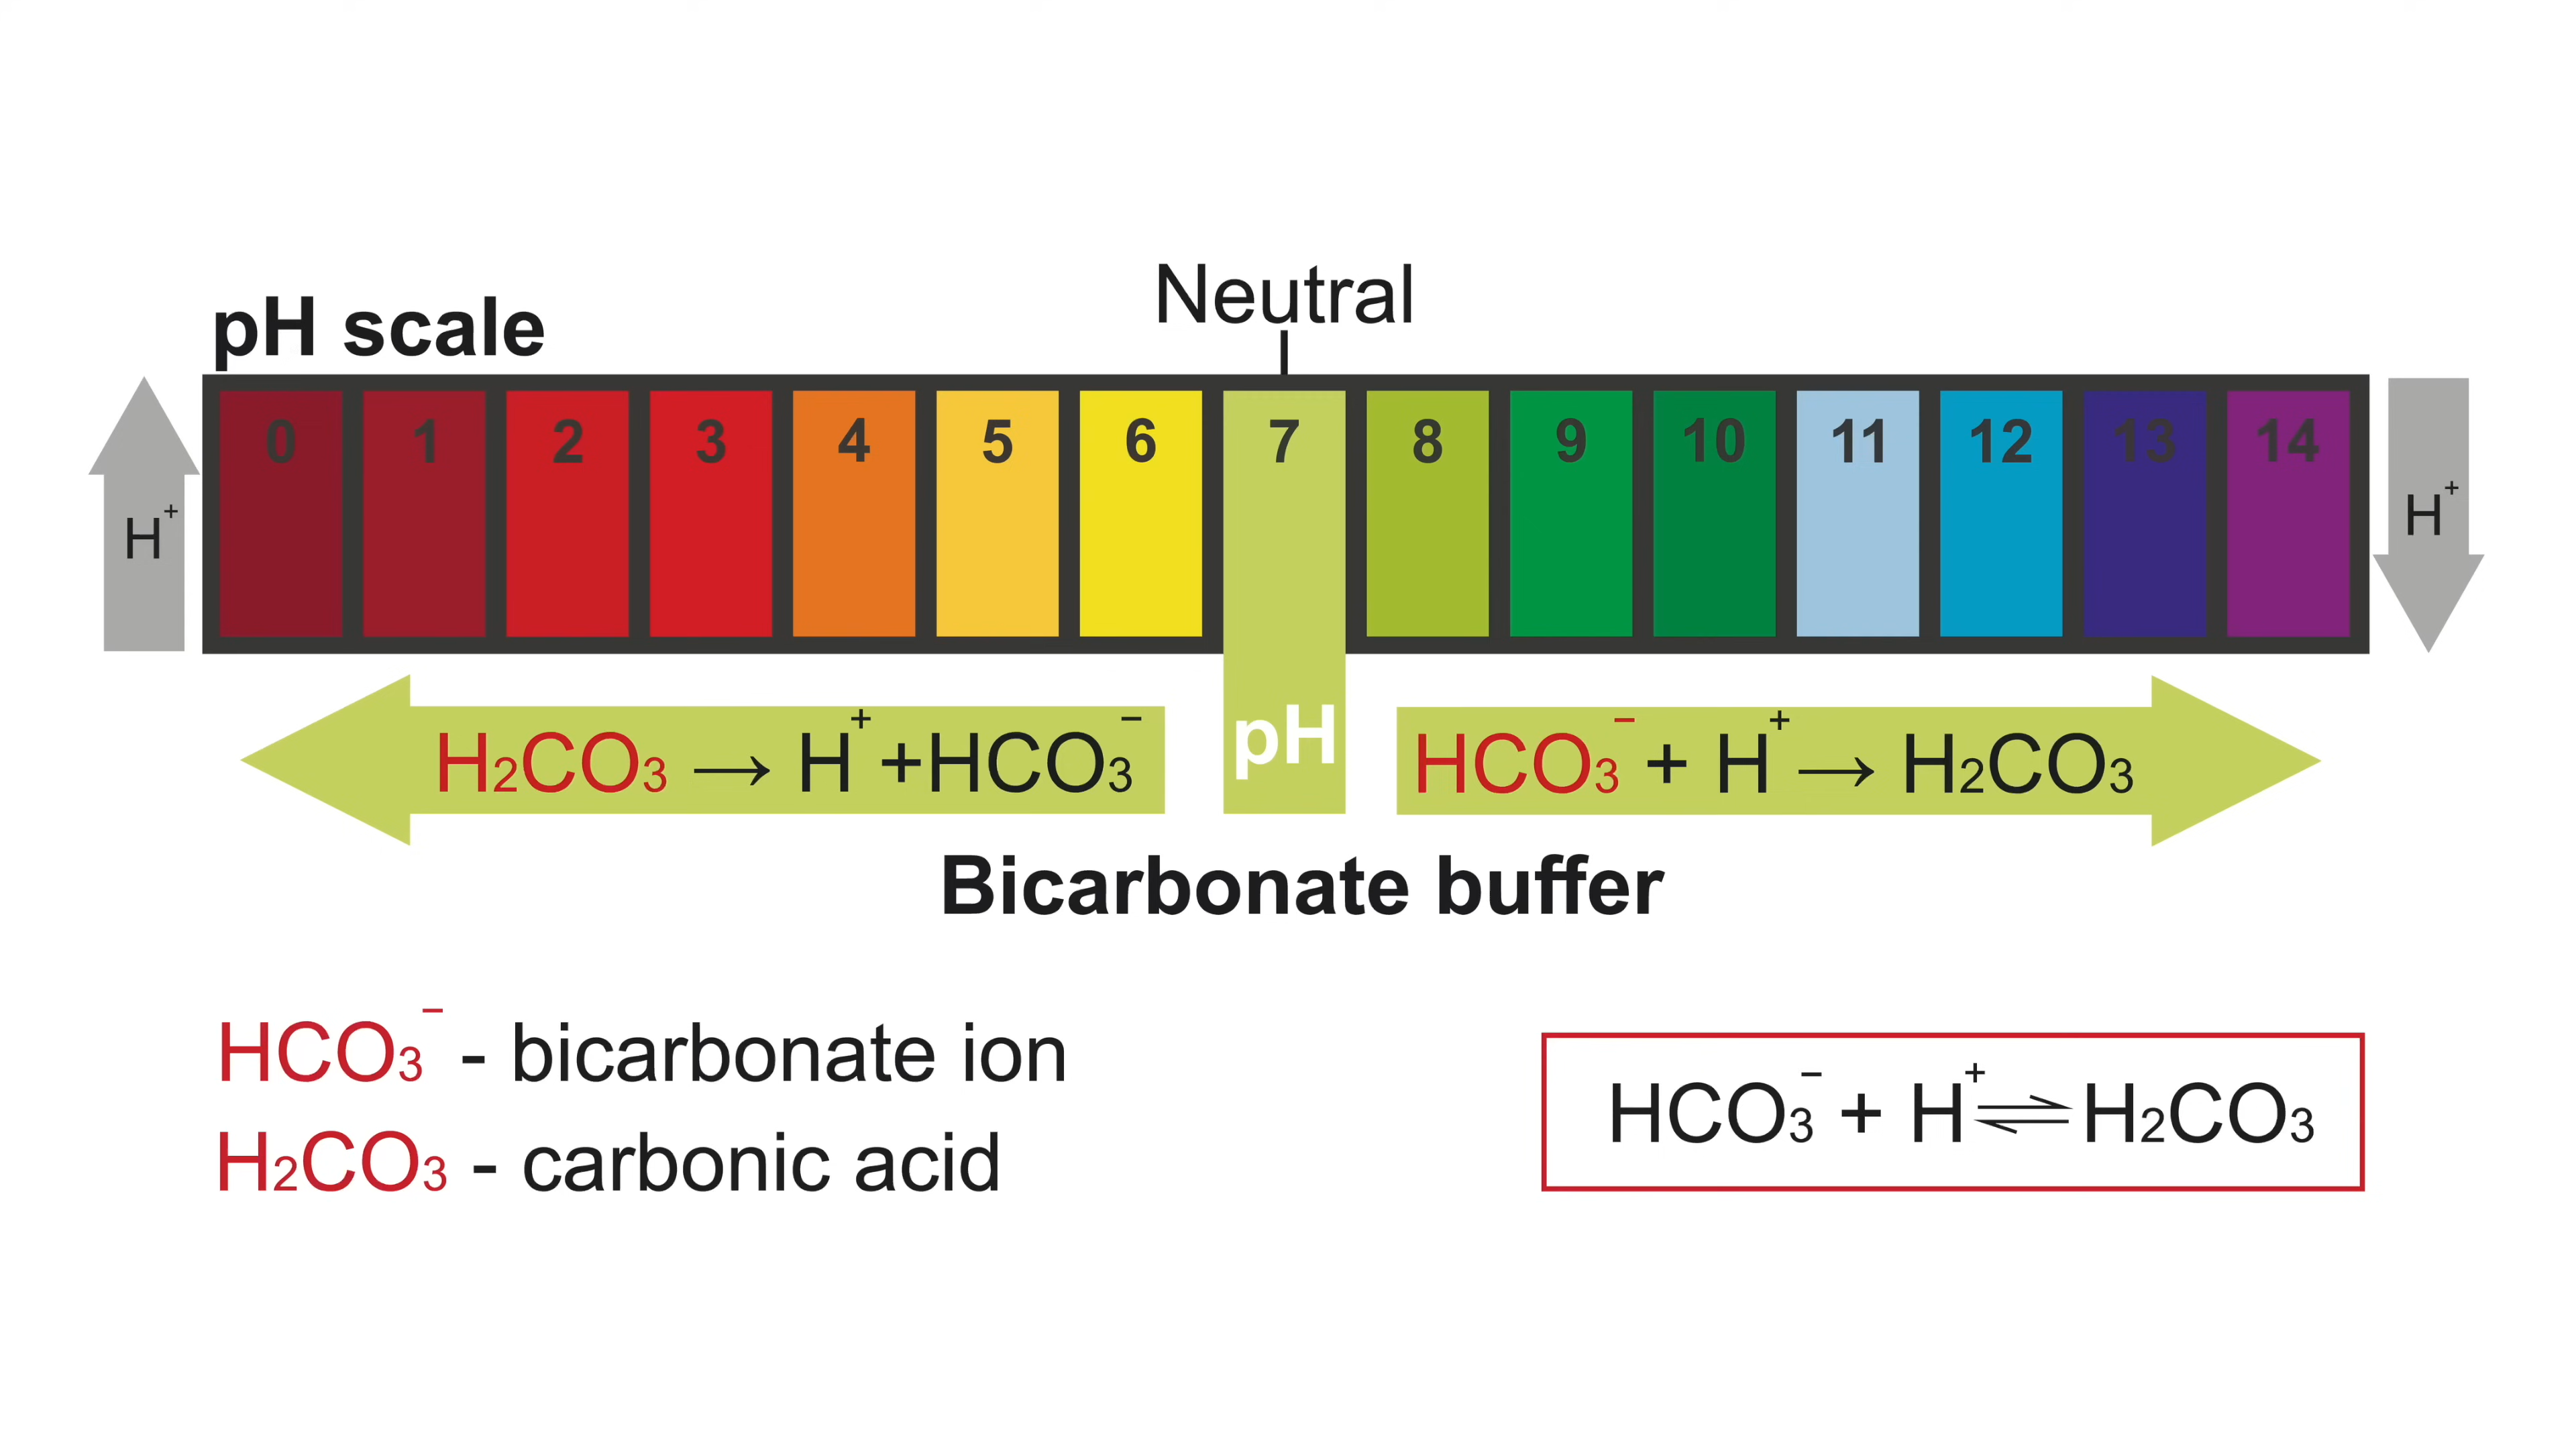 Neutral
pH scale
0 1 2 3 4 5 6 7 8 9 10 11 12 13 14
H⁺
H⁺
H₂CO₃ → H⁺+HCO₃⁻
pH
HCO₃⁻ + H⁺ → H₂CO₃
Bicarbonate buffer
HCO₃⁻ - bicarbonate ion
H₂CO₃ - carbonic acid
HCO₃⁻ + H⁺ ⇌ H₂CO₃